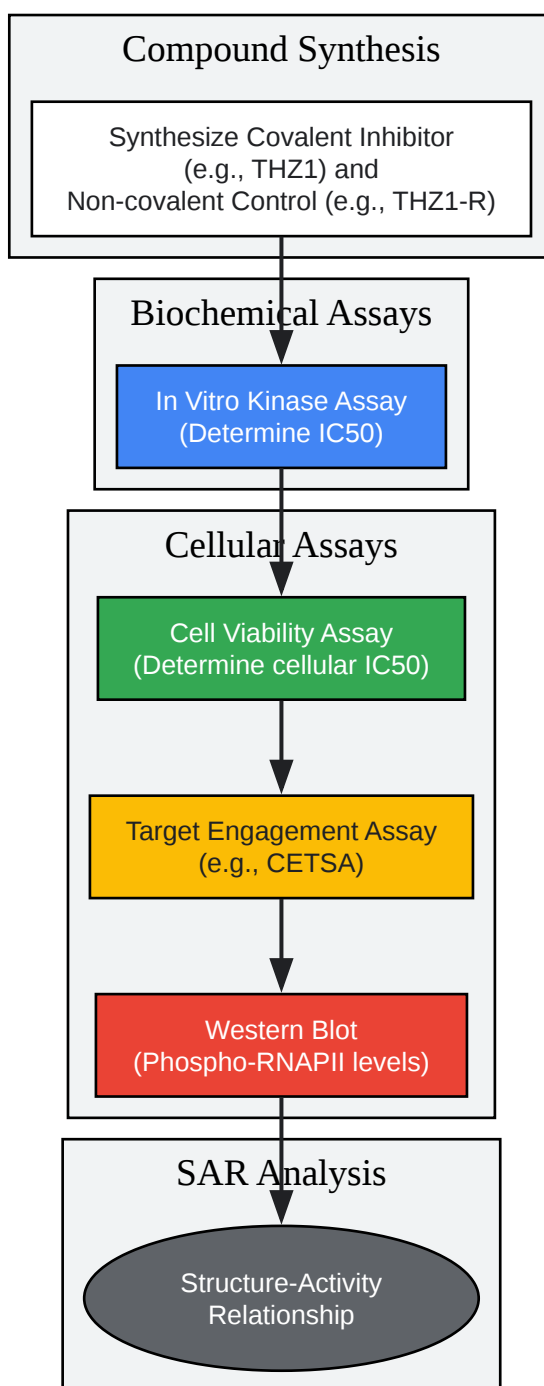 Compound Synthesis
Synthesize Covalent Inhibitor
(e.g., THZ1) and
Non-covalent Control (e.g., THZ1-R)
Biochemical Assays
In Vitro Kinase Assay
(Determine IC50)
Cellular Assays
Cell Viability Assay
(Determine cellular IC50)
Target Engagement Assay
(e.g., CETSA)
Western Blot
(Phospho-RNAPII levels)
SAR Analysis
Structure-Activity
Relationship